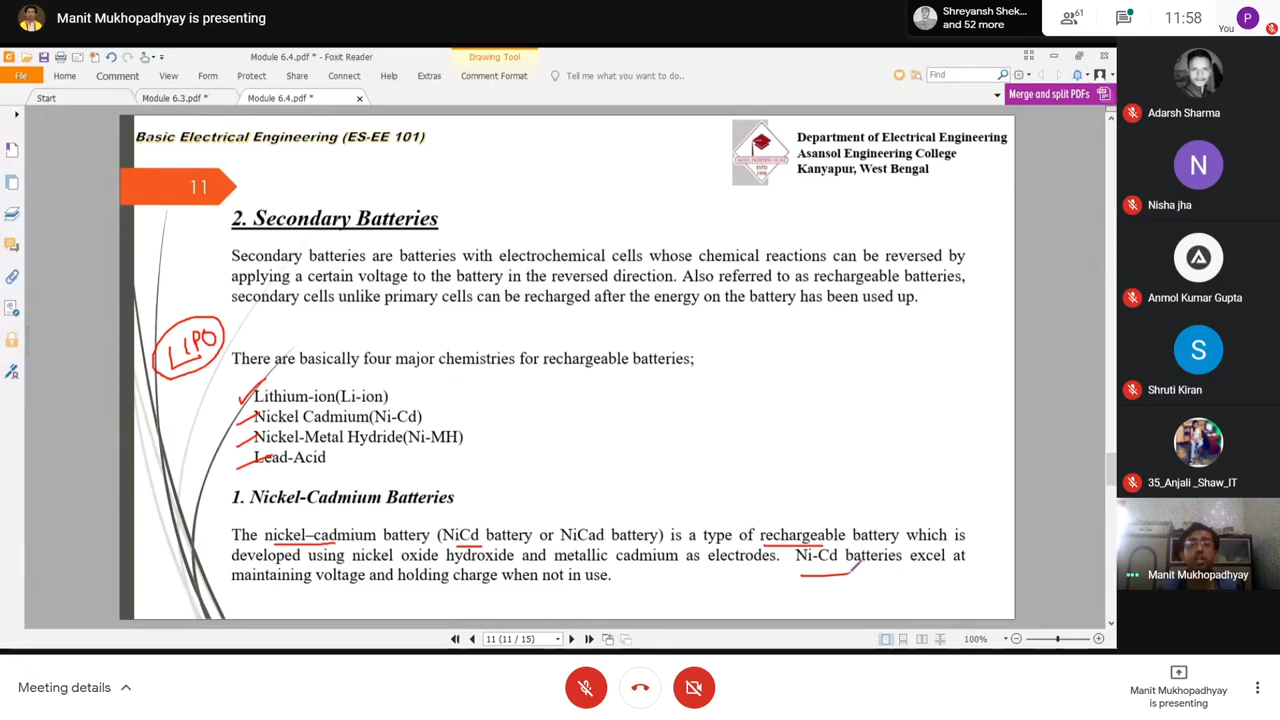 Manit Mukhopadhyay is presenting
Shreyansh Shek...
and 52 more
61
11:58
You
P
Module 6.4.pdf * - Foxit Reader
Drawing Tool
File
Home
Comment
View
Form
Protect
Share
Connect
Help
Extras
Comment Format
Tell me what you want to do..
Find
Start
Module 6.3.pdf *
Module 6.4.pdf *
Merge and split PDFs
Basic Electrical Engineering (ES-EE 101)
Department of Electrical Engineering
Asansol Engineering College
Kanyapur, West Bengal
11
2. Secondary Batteries
Secondary batteries are batteries with electrochemical cells whose chemical reactions can be reversed by
applying a certain voltage to the battery in the reversed direction. Also referred to as rechargeable batteries,
secondary cells unlike primary cells can be recharged after the energy on the battery has been used up.
LIPO
There are basically four major chemistries for rechargeable batteries;
Lithium-ion(Li-ion)
Nickel Cadmium(Ni-Cd)
Nickel-Metal Hydride(Ni-MH)
Lead-Acid
1. Nickel-Cadmium Batteries
The nickel–cadmium battery (NiCd battery or NiCad battery) is a type of rechargeable battery which is
developed using nickel oxide hydroxide and metallic cadmium as electrodes. Ni-Cd batteries excel at
maintaining voltage and holding charge when not in use.
11 (11 / 15)
100%
Adarsh Sharma
N
Nisha jha
Anmol Kumar Gupta
S
Shruti Kiran
35_Anjali _Shaw_IT
Manit Mukhopadhyay
Meeting details
Manit Mukhopadhyay
is presenting